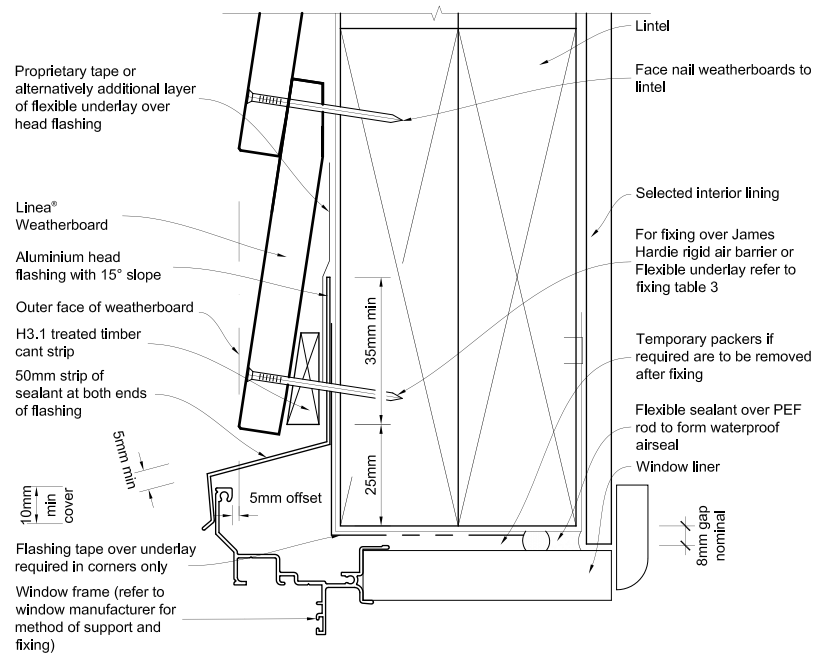 Proprietary tape or
alternatively additional layer
of flexible underlay over
head flashing
Linea®
Weatherboard
Aluminium head
flashing with 15° slope
Outer face of weatherboard
H3.1 treated timber
cant strip
50mm strip of
sealant at both ends
of flashing
5mm min
10mm
min
cover
5mm offset
Flashing tape over underlay
required in corners only
Window frame (refer to
window manufacturer for
method of support and
fixing)
35mm min
25mm
Lintel
Face nail weatherboards to
lintel
Selected interior lining
For fixing over James
Hardie rigid air barrier or
Flexible underlay refer to
fixing table 3
Temporary packers if
required are to be removed
after fixing
Flexible sealant over PEF
rod to form waterproof
airseal
Window liner
8mm gap
nominal